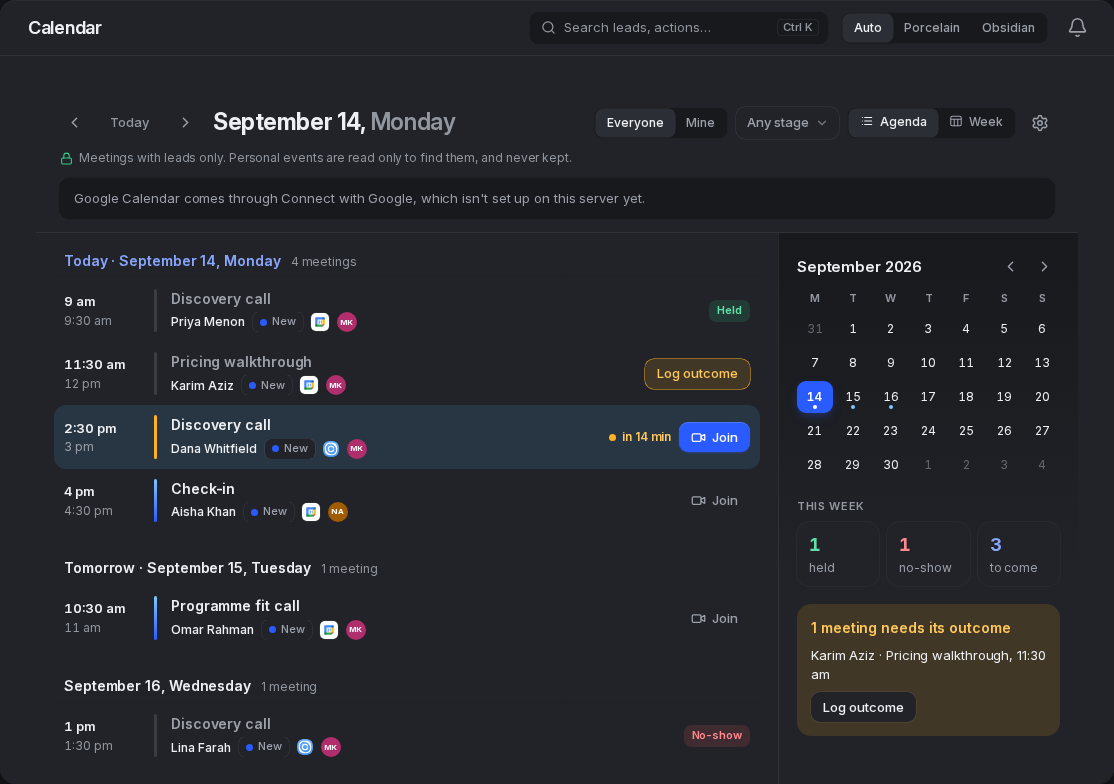 Calendar
Search leads, actions…
Ctrl K
Auto
Porcelain
Obsidian
Today
September 14, Monday
Everyone
Mine
Any stage
Agenda
Week
Meetings with leads only. Personal events are read only to find them, and never kept.
Google Calendar comes through Connect with Google, which isn't set up on this server yet.
Today · September 14, Monday 4 meetings
9 am
9:30 am
Discovery call
Priya Menon New MK
Held
11:30 am
12 pm
Pricing walkthrough
Karim Aziz New MK
Log outcome
2:30 pm
3 pm
Discovery call
Dana Whitfield New MK
in 14 min
Join
4 pm
4:30 pm
Check-in
Aisha Khan New NA
Join
Tomorrow · September 15, Tuesday 1 meeting
10:30 am
11 am
Programme fit call
Omar Rahman New MK
Join
September 16, Wednesday 1 meeting
1 pm
1:30 pm
Discovery call
Lina Farah New MK
No-show
September 2026
M T W T F S S
31 1 2 3 4 5 6
7 8 9 10 11 12 13
14 15 16 17 18 19 20
21 22 23 24 25 26 27
28 29 30 1 2 3 4
THIS WEEK
1
held
1
no-show
3
to come
1 meeting needs its outcome
Karim Aziz · Pricing walkthrough, 11:30
am
Log outcome